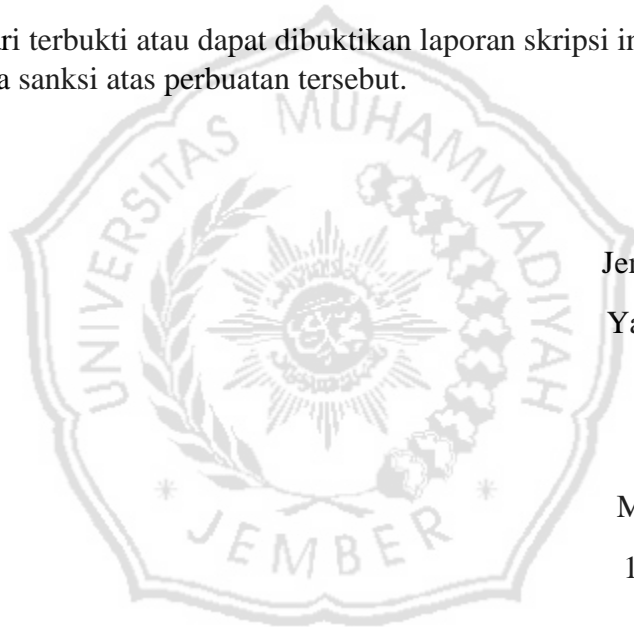 ri terbukti atau dapat dibuktikan laporan skripsi in
a sanksi atas perbuatan tersebut.
UNIVERSITAS MUHAMMADIYAH
Jer
Ya
M
1
* JEMBER *